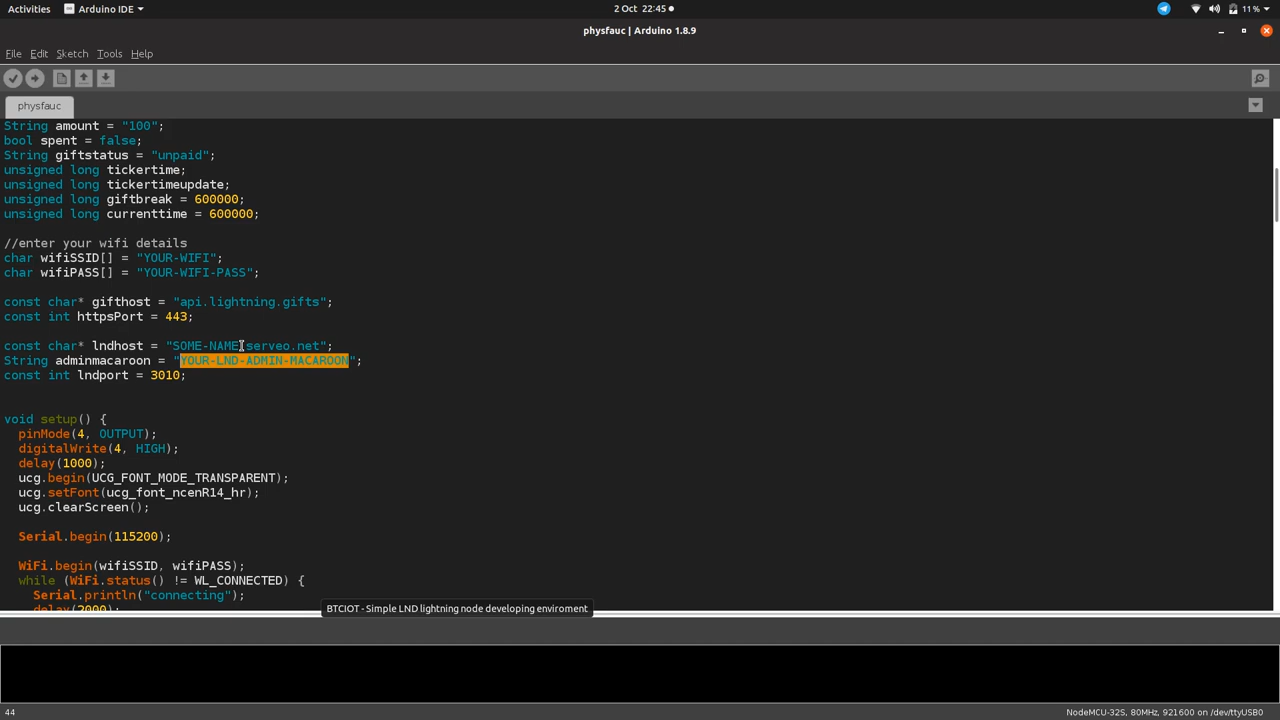 Activities Arduino IDE 2 Oct 22:45 11%
physfauc | Arduino 1.8.9
File Edit Sketch Tools Help
physfauc
String amount = "100";
bool spent = false;
String giftstatus = "unpaid";
unsigned long tickertime;
unsigned long tickertimeupdate;
unsigned long giftbreak = 600000;
unsigned long currenttime = 600000;
//enter your wifi details
char wifiSSID[] = "YOUR-WIFI";
char wifiPASS[] = "YOUR-WIFI-PASS";
const char* gifthost = "api.lightning.gifts";
const int httpsPort = 443;
const char* lndhost = "SOME-NAME.serveo.net";
String adminmacaroon = "YOUR-LND-ADMIN-MACAROON";
const int lndport = 3010;
void setup() {
pinMode(4, OUTPUT);
digitalWrite(4, HIGH);
delay(1000);
ucg.begin(UCG_FONT_MODE_TRANSPARENT);
ucg.setFont(ucg_font_ncenR14_hr);
ucg.clearScreen();
Serial.begin(115200);
WiFi.begin(wifiSSID, wifiPASS);
while (WiFi.status() != WL_CONNECTED) {
Serial.println("connecting");
delay(2000);
BTCIOT - Simple LND lightning node developing enviroment
44 NodeMCU-32S, 80MHz, 921600 on /dev/ttyUSB0